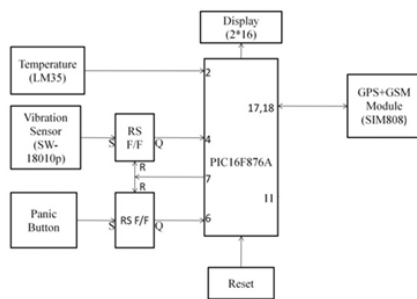 Display
(2*16)
Temperature
(LM35)
2
GPS+GSM
Module
(SIM808)
17,18
Vibration
Sensor
(SW-
18010p)
RS
F/F
S
Q
4
PIC16F876A
R
7
R
11
Panic
Button
RS F/F
S
Q
6
Reset